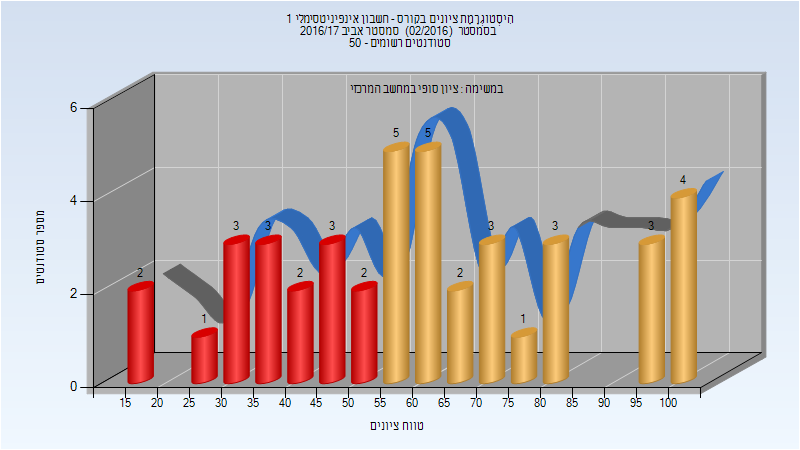 היסטוגרמת ציונים בקורס - חשבון אינפיניטסימלי 1
בסמסטר (02/2016) סמסטר אביב 2016/17
סטודנטים רשומים - 50
במשימה : ציון סופי במחשב המרכזי
מספר סטודנטים
6
4
2
0
2
1
3
3
2
3
2
5
5
2
3
1
3
3
4
15 20 25 30 35 40 45 50 55 60 65 70 75 80 85 90 95 100
טווח ציונים